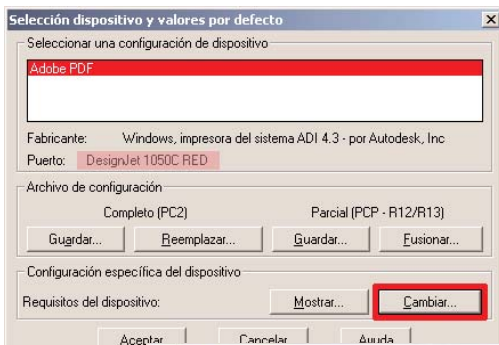 Selección dispositivo y valores por defecto
Seleccionar una configuración de dispositivo
Adobe PDF
Fabricante: Windows, impresora del sistema ADI 4.3 - por Autodesk, Inc
Puerto: DesignJet 1050C RED
Archivo de configuración
Completo (PC2) Parcial (PCP - R12/R13)
Guardar... Reemplazar... Guardar... Fusionar...
Configuración específica del dispositivo
Requisitos del dispositivo: Mostrar... Cambiar...
Aceptar Cancelar Ayuda